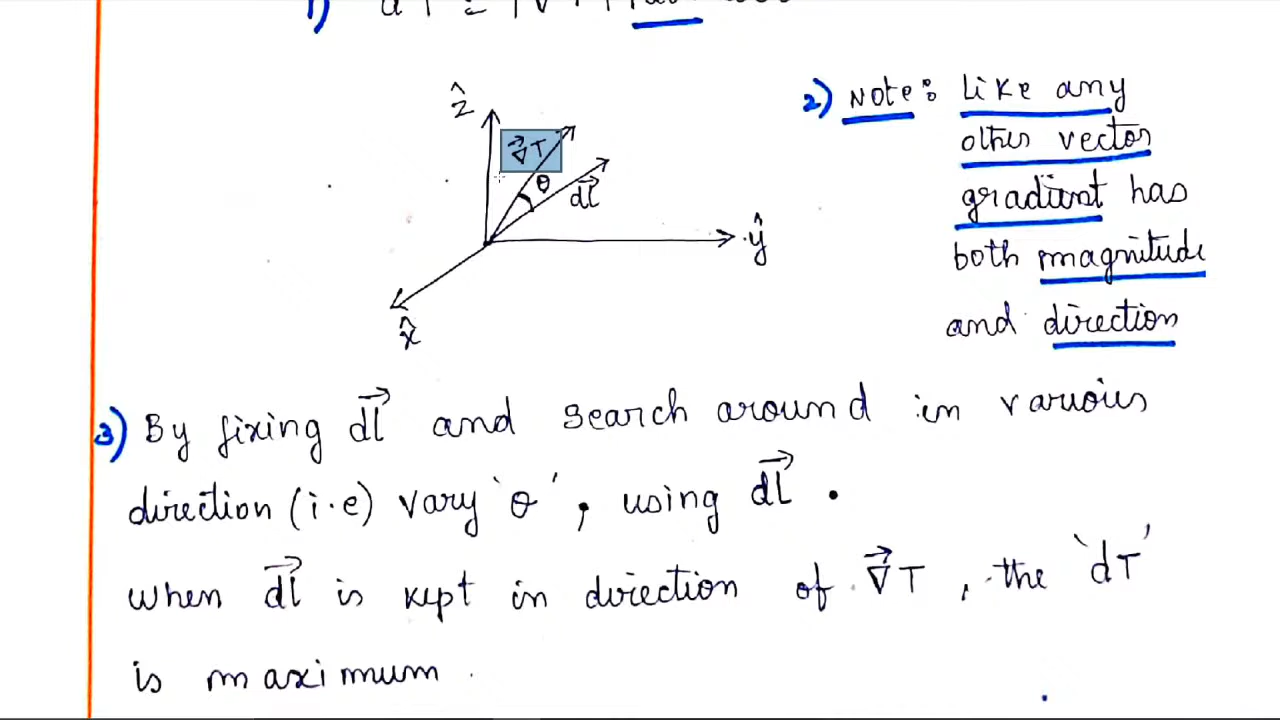 1)
ẑ
∇⃗T
θ
dl⃗
ŷ
x̂
2) Note: Like any
other vector
gradient has
both magnitude
and direction
3) By fixing dl⃗ and search around in various
direction (i.e) vary 'θ', using dl⃗ .
when dl⃗ is kept in direction of ∇⃗T, the 'dT'
is maximum.